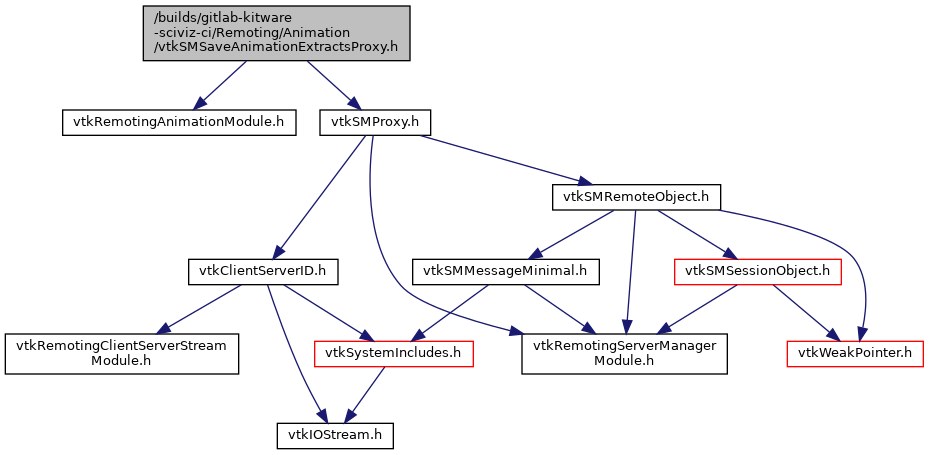 /builds/gitlab-kitware
-sciviz-ci/Remoting/Animation
/vtkSMSaveAnimationExtractsProxy.h
vtkRemotingAnimationModule.h
vtkSMProxy.h
vtkSMRemoteObject.h
vtkClientServerID.h
vtkSMMessageMinimal.h
vtkSMSessionObject.h
vtkRemotingClientServerStream
Module.h
vtkSystemIncludes.h
vtkRemotingServerManager
Module.h
vtkWeakPointer.h
vtkIOStream.h